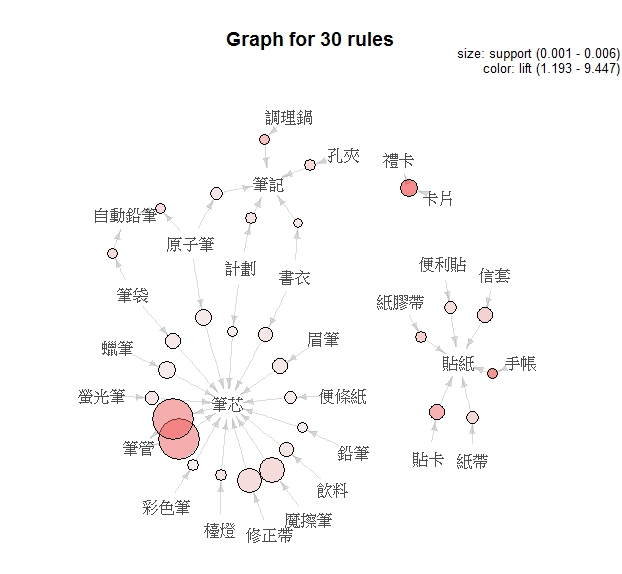 Graph for 30 rules
size: support (0.001 - 0.006)
color: lift (1.193 - 9.447)
調理鍋
孔夾
禮卡
筆記
卡片
自動鉛筆
原子筆
計劃
書衣
便利貼
信套
筆袋
紙膠帶
蠟筆
眉筆
貼紙
手帳
螢光筆
筆芯
便條紙
筆管
鉛筆
貼卡
紙帶
飲料
彩色筆
檯燈
修正帶
魔擦筆